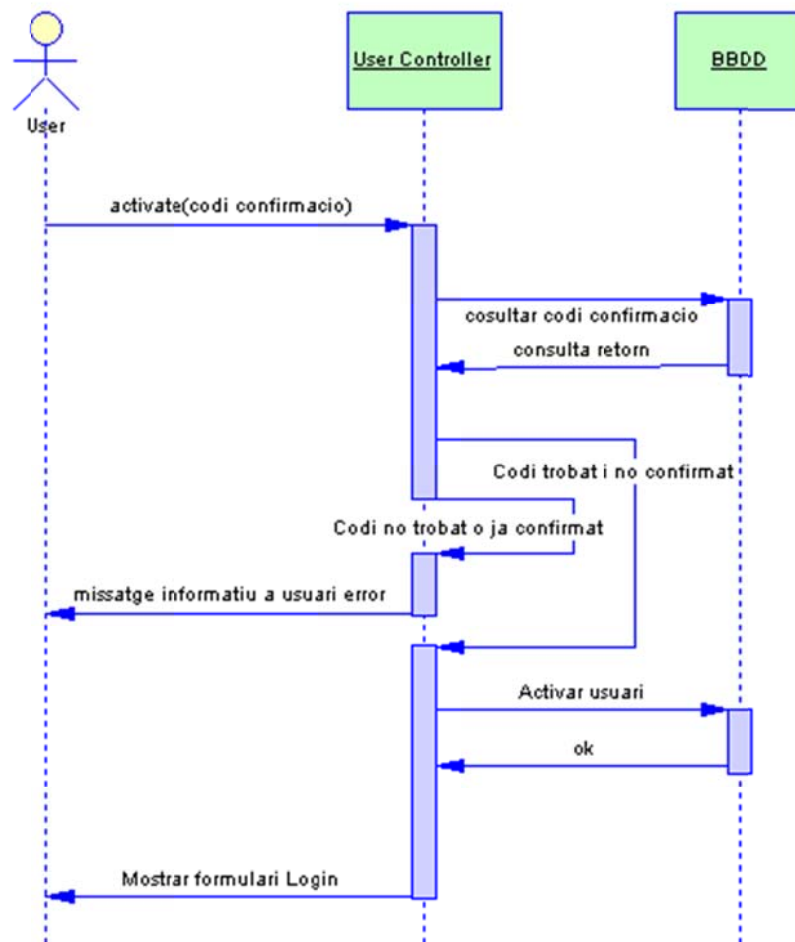 User Controller
BBDD
User
activate(codi confirmacio)
cosultar codi confirmacio
consulta retorn
Codi trobat i no confirmat
Codi no trobat o ja confirmat
missatge informatiu a usuari error
Activar usuari
ok
Mostrar formulari Login